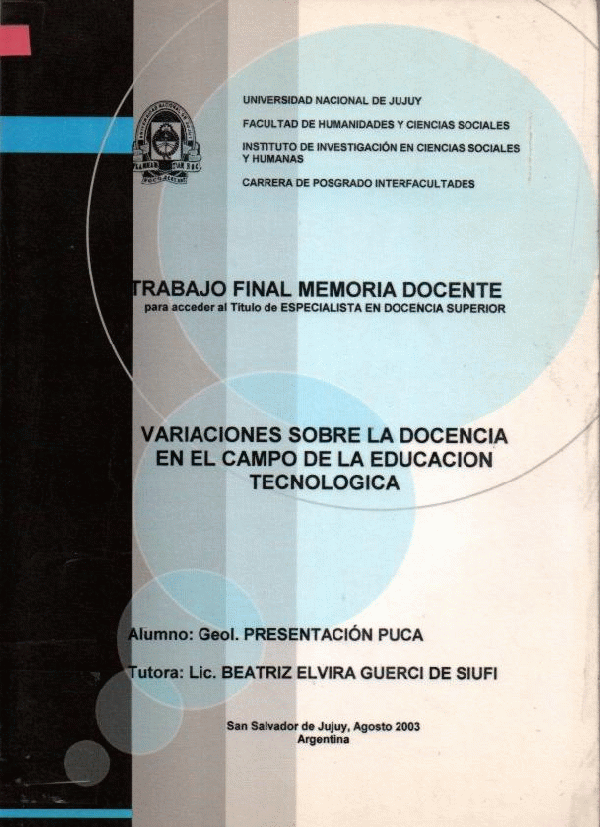 UNIVERSIDAD NACIONAL DE JUJUY
FACULTAD DE HUMANIDADES Y CIENCIAS SOCIALES
INSTITUTO DE INVESTIGACIÓN EN CIENCIAS SOCIALES
Y HUMANAS
CARRERA DE POSGRADO INTERFACULTADES
TRABAJO FINAL MEMORIA DOCENTE
para acceder al Titulo de ESPECIALISTA EN DOCENCIA SUPERIOR
VARIACIONES SOBRE LA DOCENCIA
EN EL CAMPO DE LA EDUCACION
TECNOLOGICA
Alumno: Geol. PRESENTACIÓN PUCA
Tutora: Lic. BEATRIZ ELVIRA GUERCI DE SIUFI
San Salvador de Jujuy, Agosto 2003
Argentina